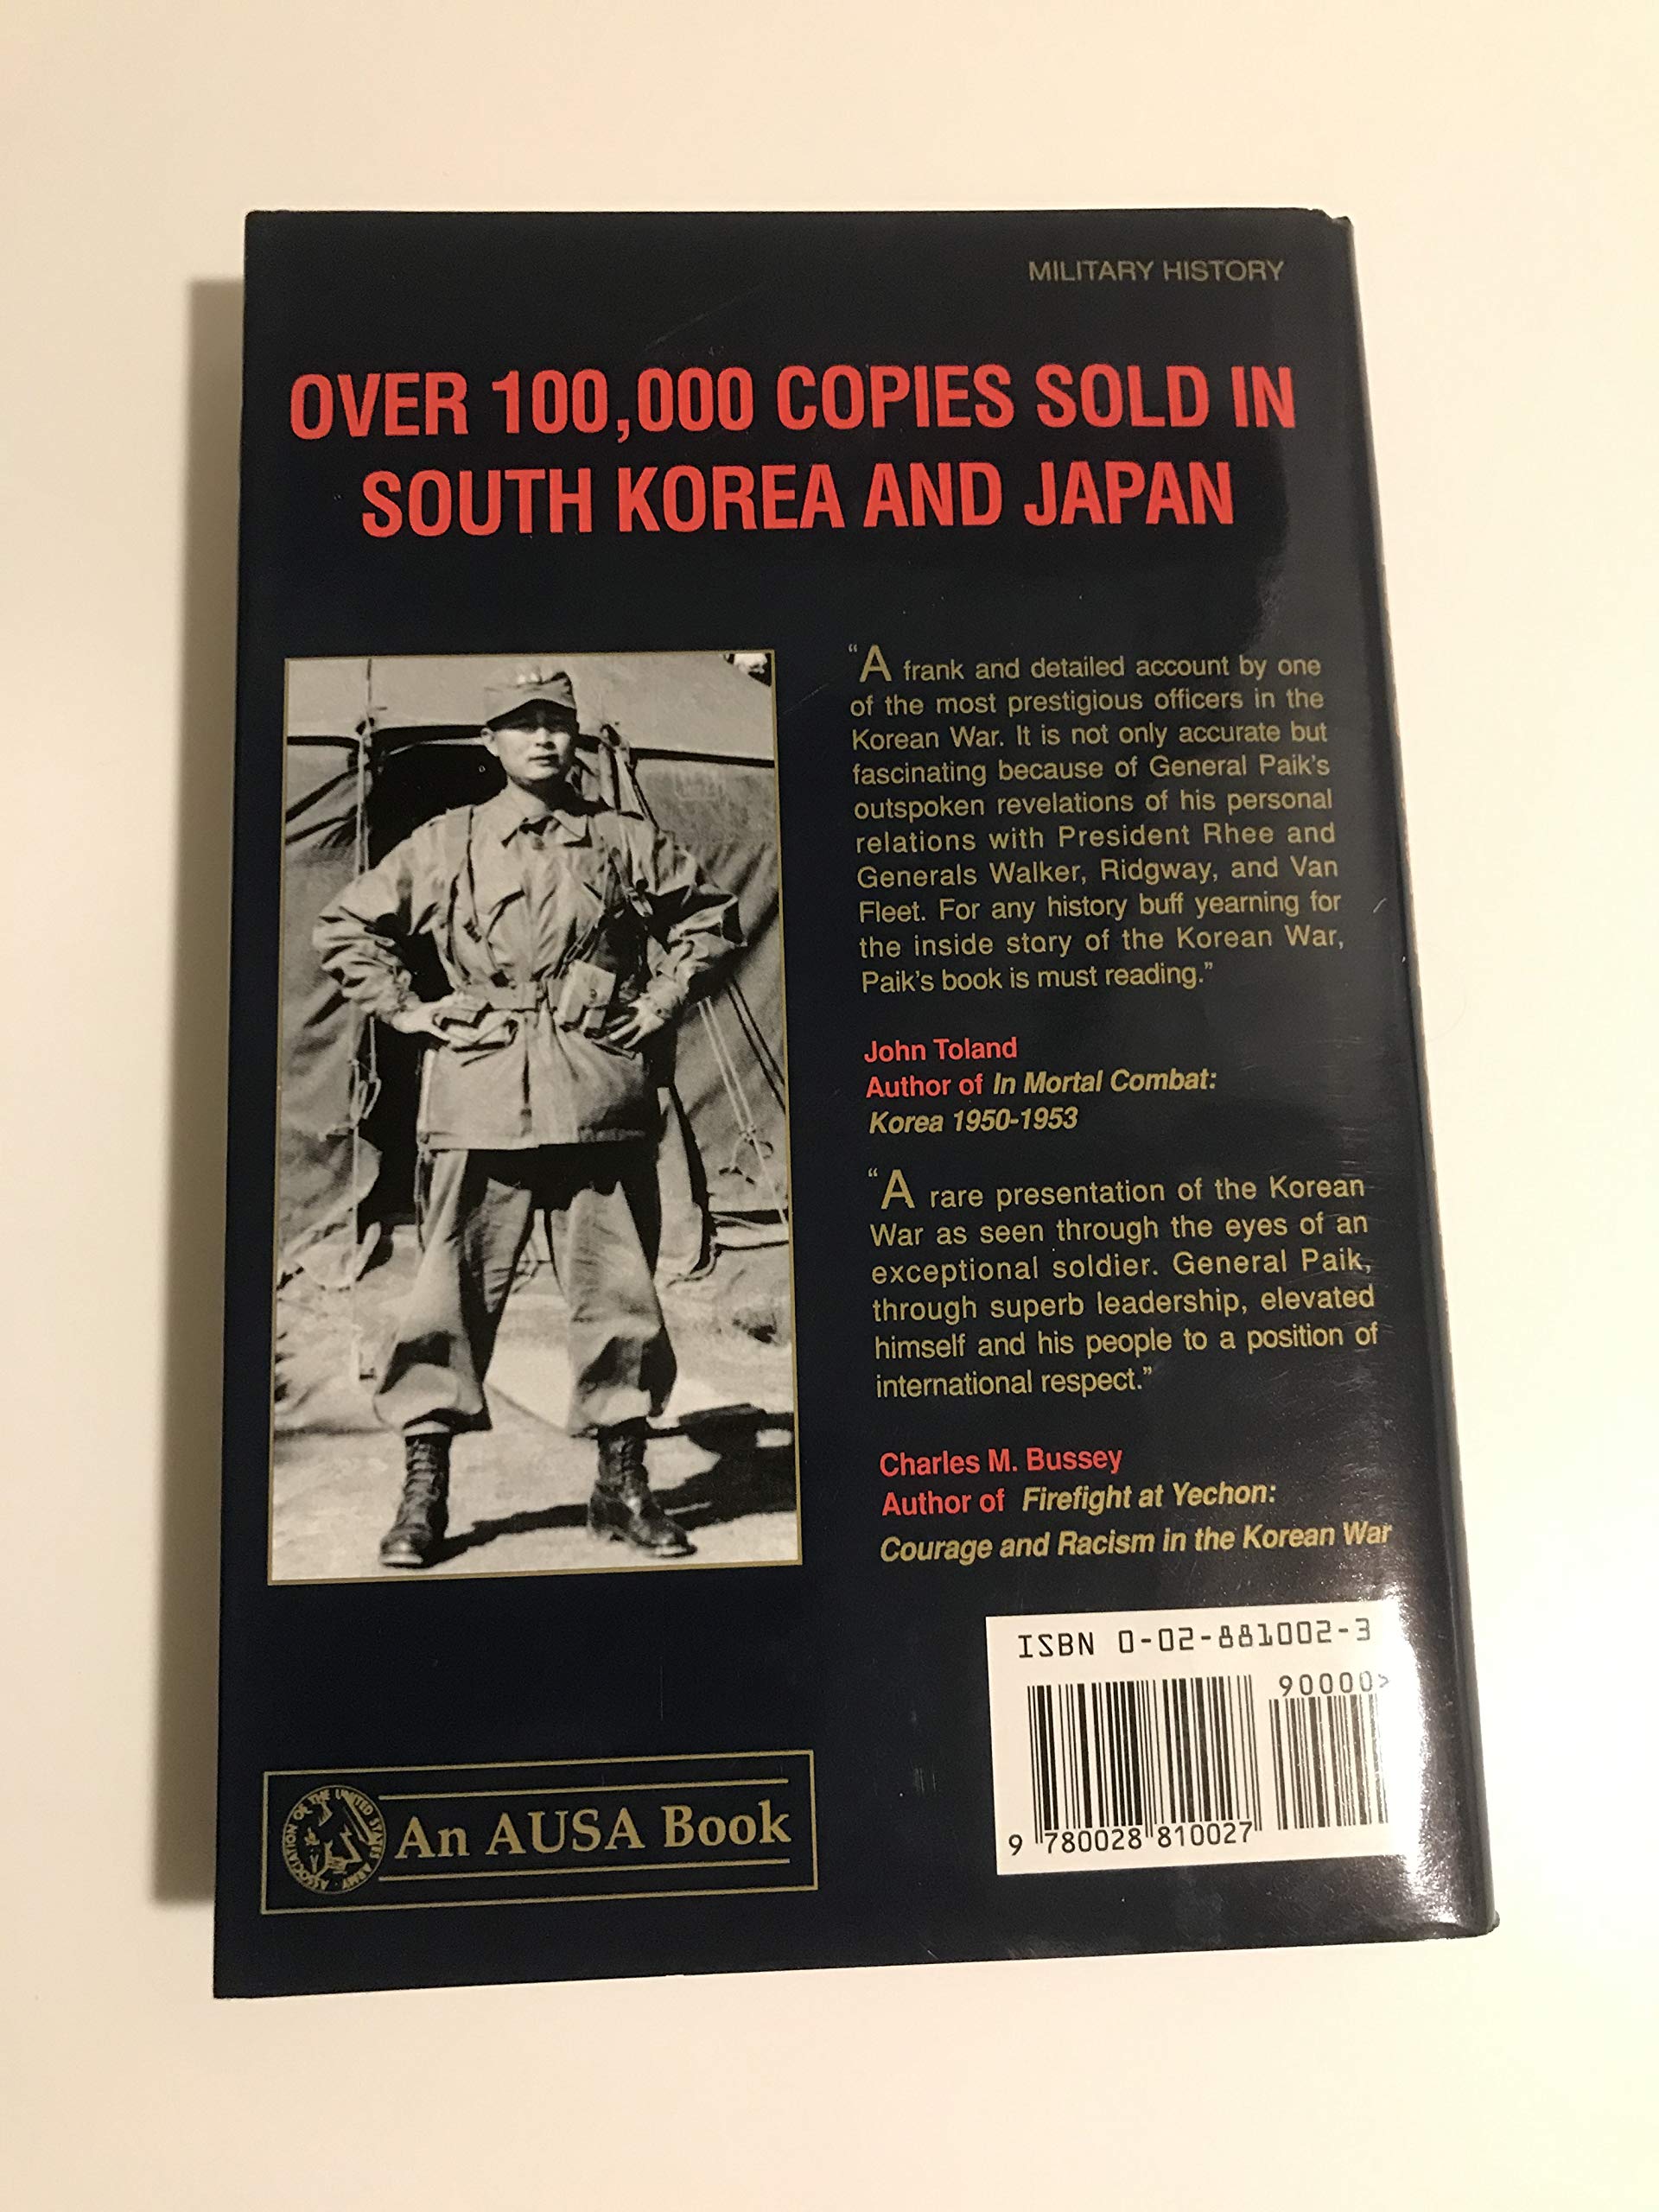 MILITARY HISTORY
OVER 100,000 COPIES SOLD IN
SOUTH KOREA AND JAPAN
“A frank and detailed account by one
of the most prestigious officers in the
Korean War. It is not only accurate but
fascinating because of General Paik’s
outspoken revelations of his personal
relations with President Rhee and
Generals Walker, Ridgway, and Van
Fleet. For any history buff yearning for
the inside story of the Korean War,
Paik’s book is must reading.”
John Toland
Author of In Mortal Combat:
Korea 1950-1953
“A rare presentation of the Korean
War as seen through the eyes of an
exceptional soldier. General Paik,
through superb leadership, elevated
himself and his people to a position of
international respect.”
Charles M. Bussey
Author of Firefight at Yechon:
Courage and Racism in the Korean War
ISBN 0-02-881002-3
90000>
9 780028 810027
ASSOCIATION OF THE UNITED STATES ARMY
An AUSA Book